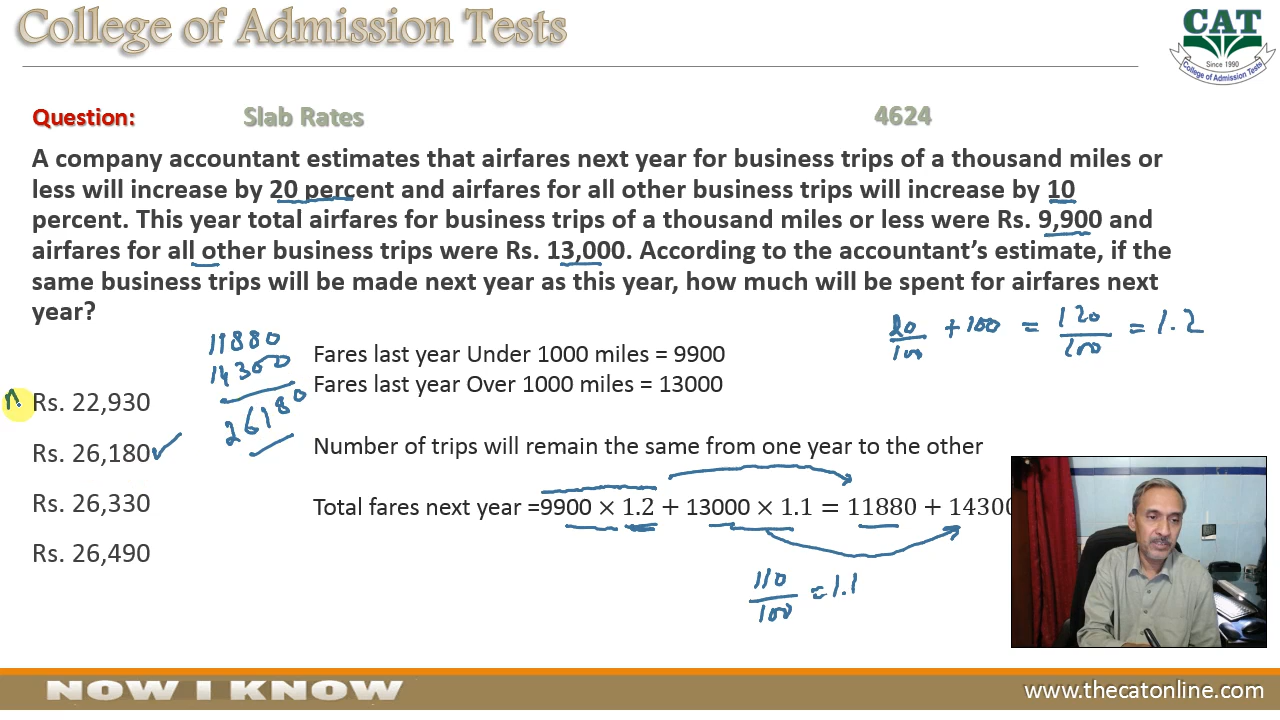 College of Admission Tests
CAT
Since 1990
College of Admission Tests
Question: Slab Rates 4624
A company accountant estimates that airfares next year for business trips of a thousand miles or
less will increase by 20 percent and airfares for all other business trips will increase by 10
percent. This year total airfares for business trips of a thousand miles or less were Rs. 9,900 and
airfares for all other business trips were Rs. 13,000. According to the accountant's estimate, if the
same business trips will be made next year as this year, how much will be spent for airfares next
year?
20/100 + 100 = 120/100 = 1.2
11880
14300
26180
Fares last year Under 1000 miles = 9900
Fares last year Over 1000 miles = 13000
Rs. 22,930
Number of trips will remain the same from one year to the other
Rs. 26,180 ✓
Rs. 26,330
Total fares next year =9900 × 1.2 + 13000 × 1.1 = 11880 + 14300
Rs. 26,490
110/100 = 1.1
NOW I KNOW
www.thecatonline.com